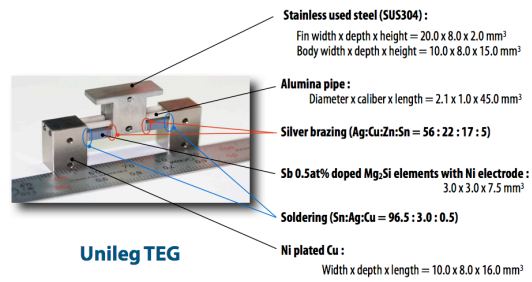 Stainless used steel (SUS304) :
Fin width x depth x height = 20.0 x 8.0 x 2.0 mm³
Body width x depth x height = 10.0 x 8.0 x 15.0 mm³
Alumina pipe :
Diameter x caliber x length = 2.1 x 1.0 x 45.0 mm³
Silver brazing (Ag:Cu:Zn:Sn = 56 : 22 : 17 : 5)
Sb 0.5at% doped Mg₂Si elements with Ni electrode :
3.0 x 3.0 x 7.5 mm³
Soldering (Sn:Ag:Cu = 96.5 : 3.0 : 0.5)
Unileg TEG
Ni plated Cu :
Width x depth x length = 10.0 x 8.0 x 16.0 mm³